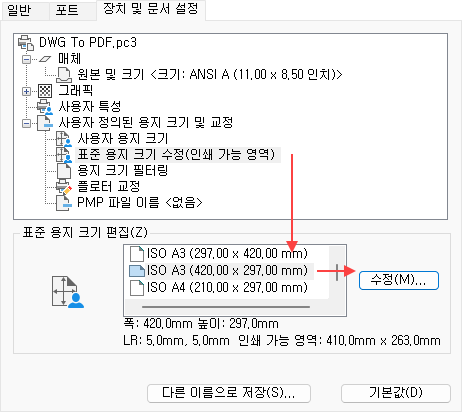 일반 포트 장치 및 문서 설정
DWG To PDF.pc3
매체
원본 및 크기 <크기: ANSI A (11.00 x 8.50 인치)>
그래픽
사용자 특성
사용자 정의된 용지 크기 및 교정
사용자 용지 크기
표준 용지 크기 수정(인쇄 가능 영역)
용지 크기 필터링
플로터 교정
PMP 파일 이름 <없음>
표준 용지 크기 편집(Z)
ISO A3 (297.00 x 420.00 mm)
ISO A3 (420.00 x 297.00 mm)
수정(M)...
ISO A4 (210.00 x 297.00 mm)
폭: 420.0mm 높이: 297.0mm
LR: 5.0mm, 5.0mm 인쇄 가능 영역: 410.0mm x 263.0mm
다른 이름으로 저장(S)... 기본값(D)